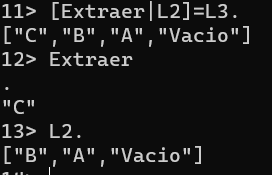 11> [Extraer|L2]=L3.
["C","B","A","Vacio"]
12> Extraer
.
"C"
13> L2.
["B","A","Vacio"]